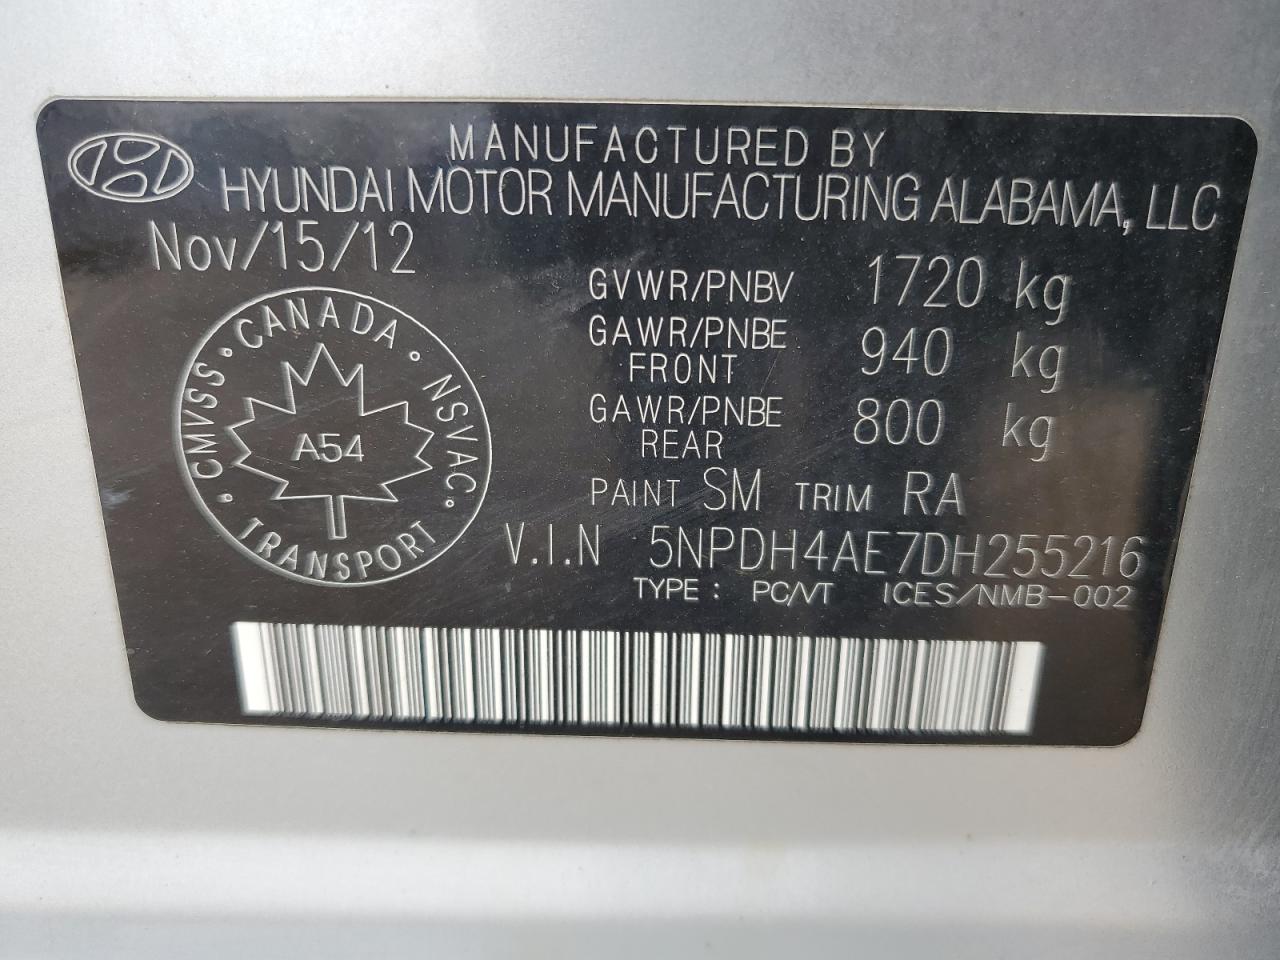 MANUFACTURED BY
HYUNDAI MOTOR MANUFACTURING ALABAMA, LLC
Nov/15/12
GVWR/PNBV 1720 kg
GAWR/PNBE FRONT 940 kg
GAWR/PNBE REAR 800 kg
PAINT SM TRIM RA
V.I.N 5NPDH4AE7DH255216
TYPE : PC/VT ICES/NMB-002
CANADA · NSVAC · TRANSPORT · CMVSS ·
A54